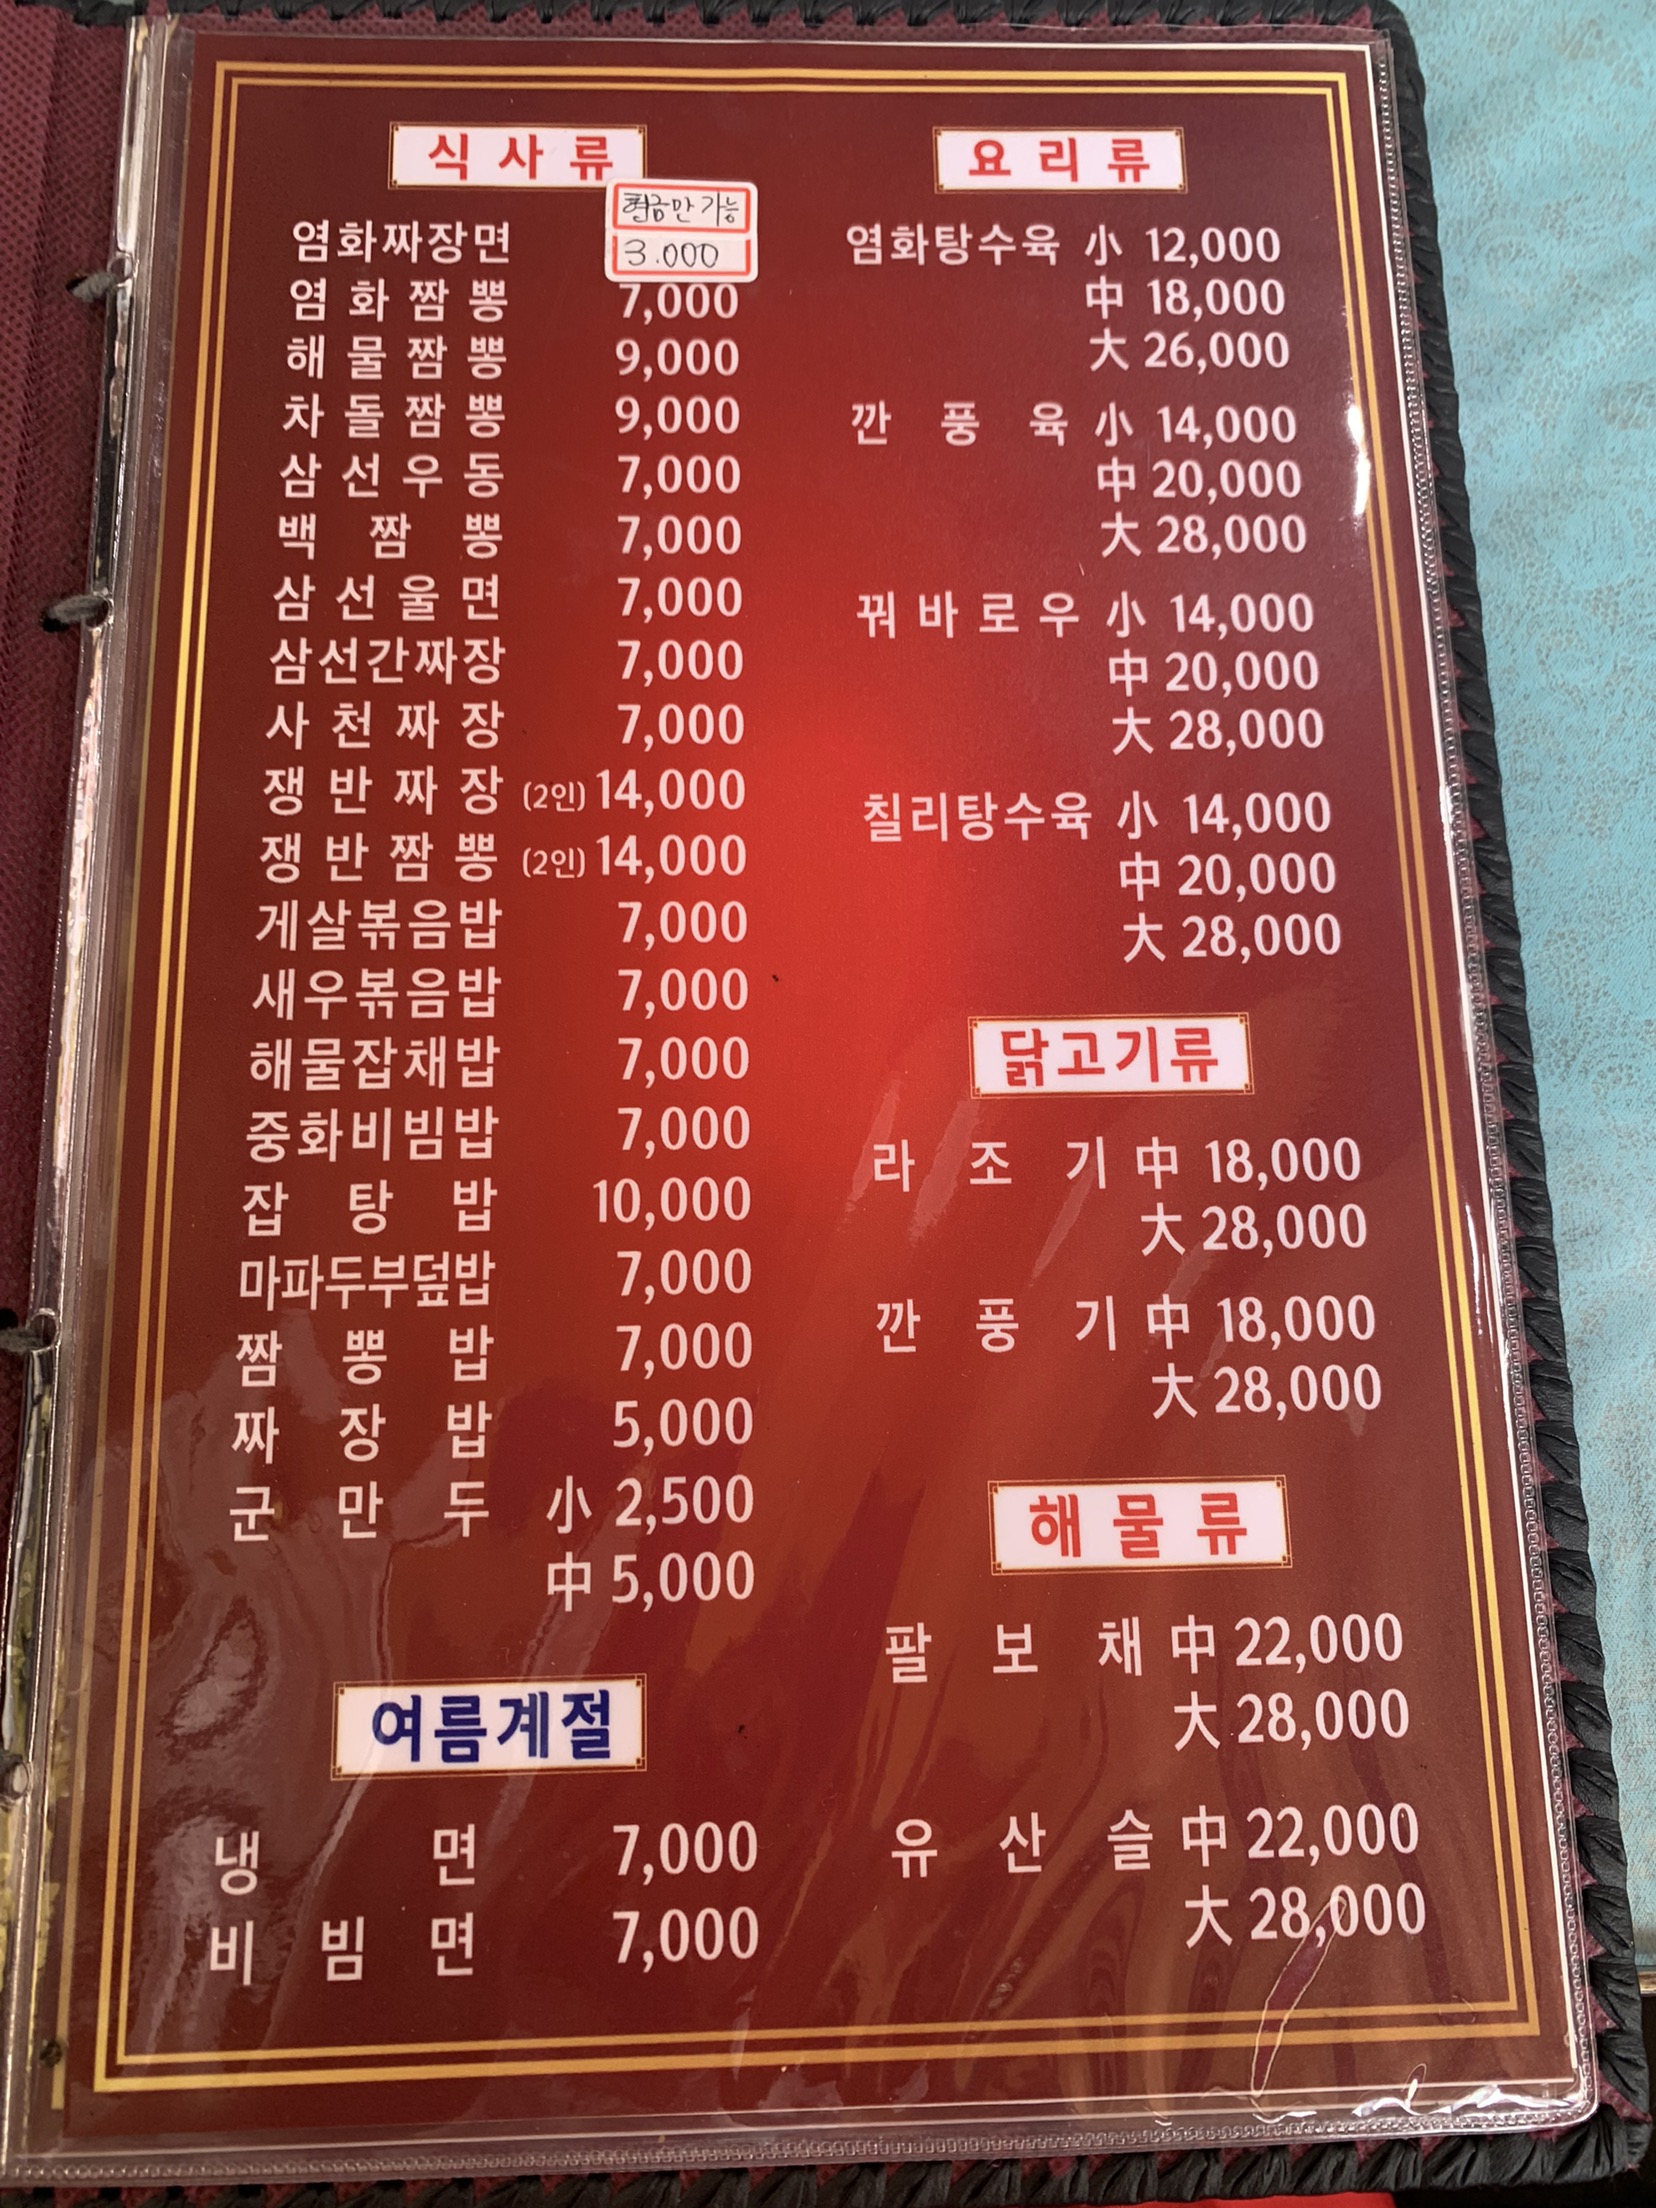 식사류
현금만 가능
염화짜장면 3.000
염화짬뽕 7,000
해물짬뽕 9,000
차돌짬뽕 9,000
삼선우동 7,000
백짬뽕 7,000
삼선울면 7,000
삼선간짜장 7,000
사천짜장 7,000
쟁반짜장 (2인) 14,000
쟁반짬뽕 (2인) 14,000
게살볶음밥 7,000
새우볶음밥 7,000
해물잡채밥 7,000
중화비빔밥 7,000
잡탕밥 10,000
마파두부덮밥 7,000
짬뽕밥 7,000
짜장밥 5,000
군만두 小 2,500
中 5,000
여름계절
냉면 7,000
비빔면 7,000
요리류
염화탕수육 小 12,000
中 18,000
大 26,000
깐풍육 小 14,000
中 20,000
大 28,000
꿔바로우 小 14,000
中 20,000
大 28,000
칠리탕수육 小 14,000
中 20,000
大 28,000
닭고기류
라조기 中 18,000
大 28,000
깐풍기 中 18,000
大 28,000
해물류
팔보채 中 22,000
大 28,000
유산슬 中 22,000
大 28,000